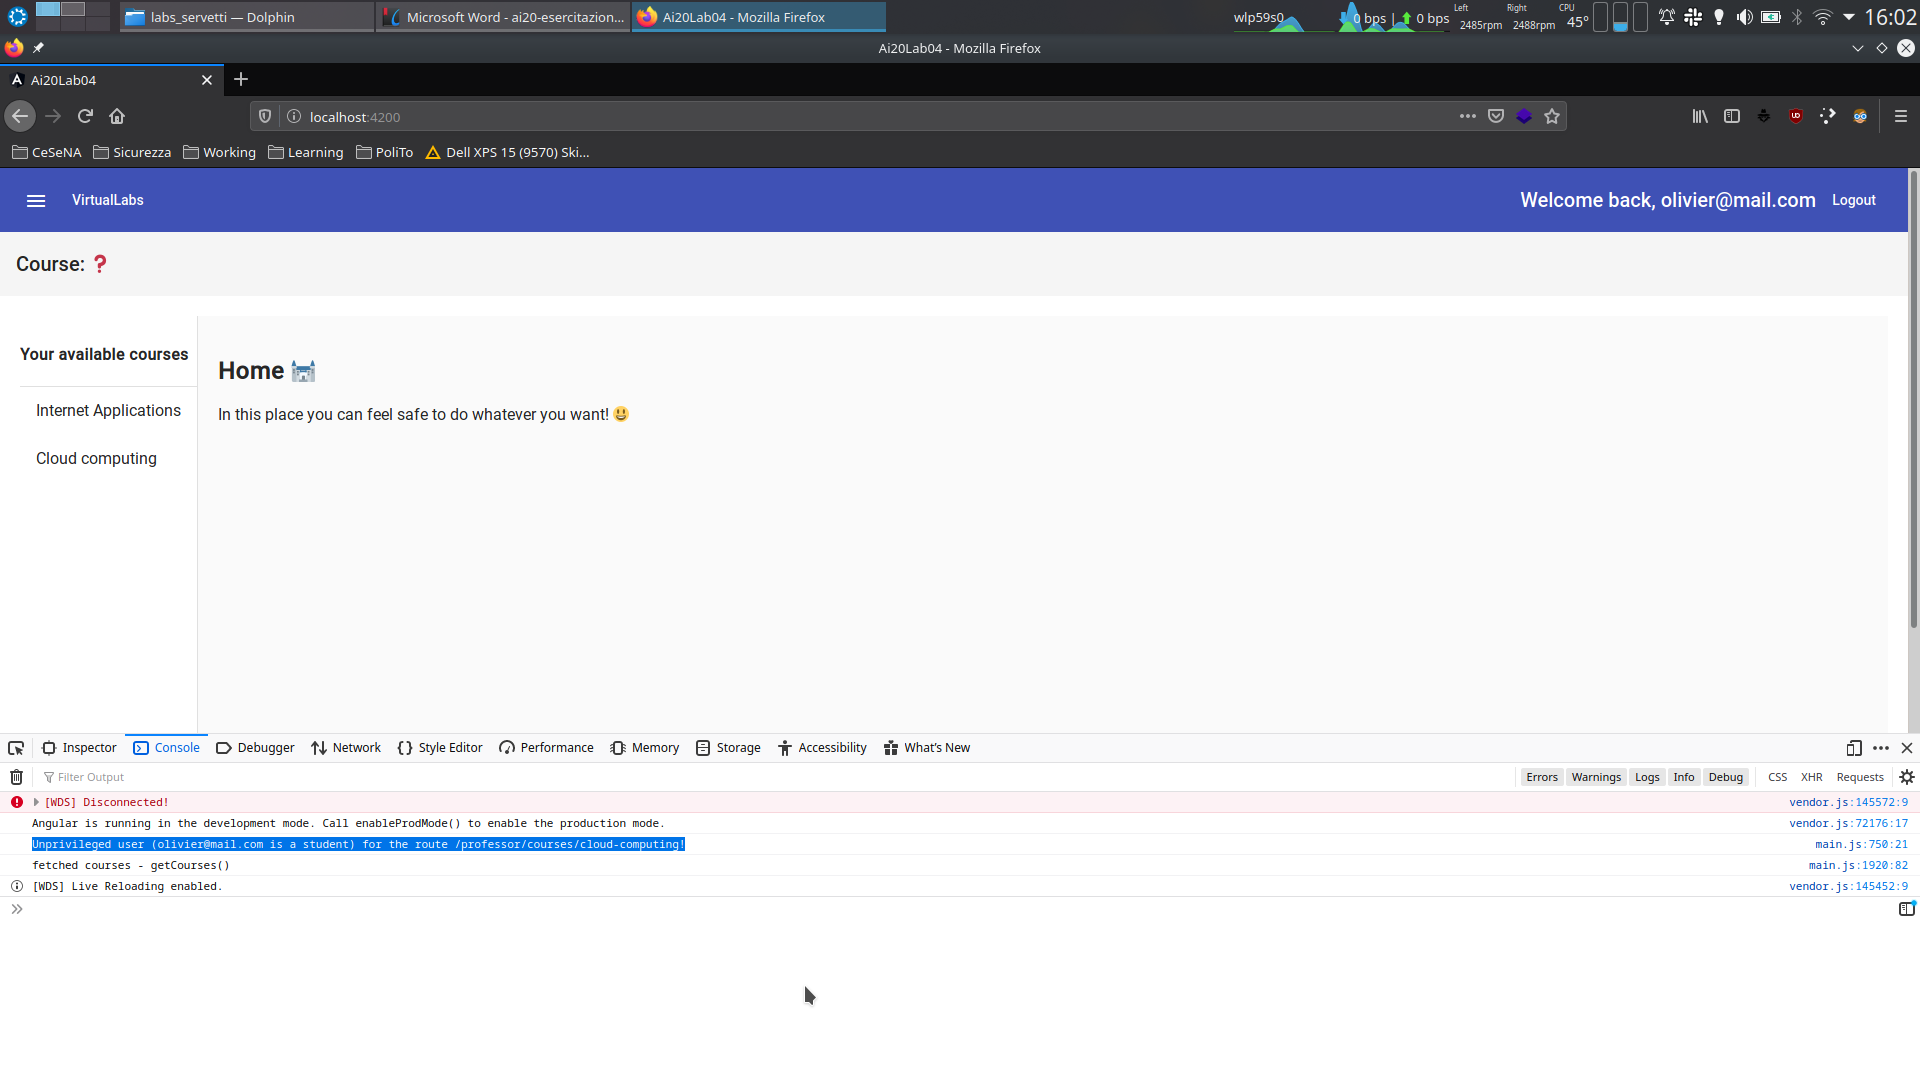 labs_servetti — Dolphin
Microsoft Word - ai20-esercitazion...
Ai20Lab04 - Mozilla Firefox
wlp59s0
0 bps | 0 bps
Left
2485rpm
Right
2488rpm
CPU
45°
16:02
Ai20Lab04 - Mozilla Firefox
Ai20Lab04
localhost:4200
CeSeNA
Sicurezza
Working
Learning
PoliTo
Dell XPS 15 (9570) Ski...
VirtualLabs
Welcome back, olivier@mail.com
Logout
Course: ❓
Your available courses
Internet Applications
Cloud computing
Home 🏰
In this place you can feel safe to do whatever you want! 😃
Inspector
Console
Debugger
Network
Style Editor
Performance
Memory
Storage
Accessibility
What's New
Filter Output
Errors
Warnings
Logs
Info
Debug
CSS
XHR
Requests
[WDS] Disconnected!
vendor.js:145572:9
Angular is running in the development mode. Call enableProdMode() to enable the production mode.
vendor.js:72176:17
Unprivileged user (olivier@mail.com is a student) for the route /professor/courses/cloud-computing!
main.js:750:21
fetched courses - getCourses()
main.js:1920:82
[WDS] Live Reloading enabled.
vendor.js:145452:9